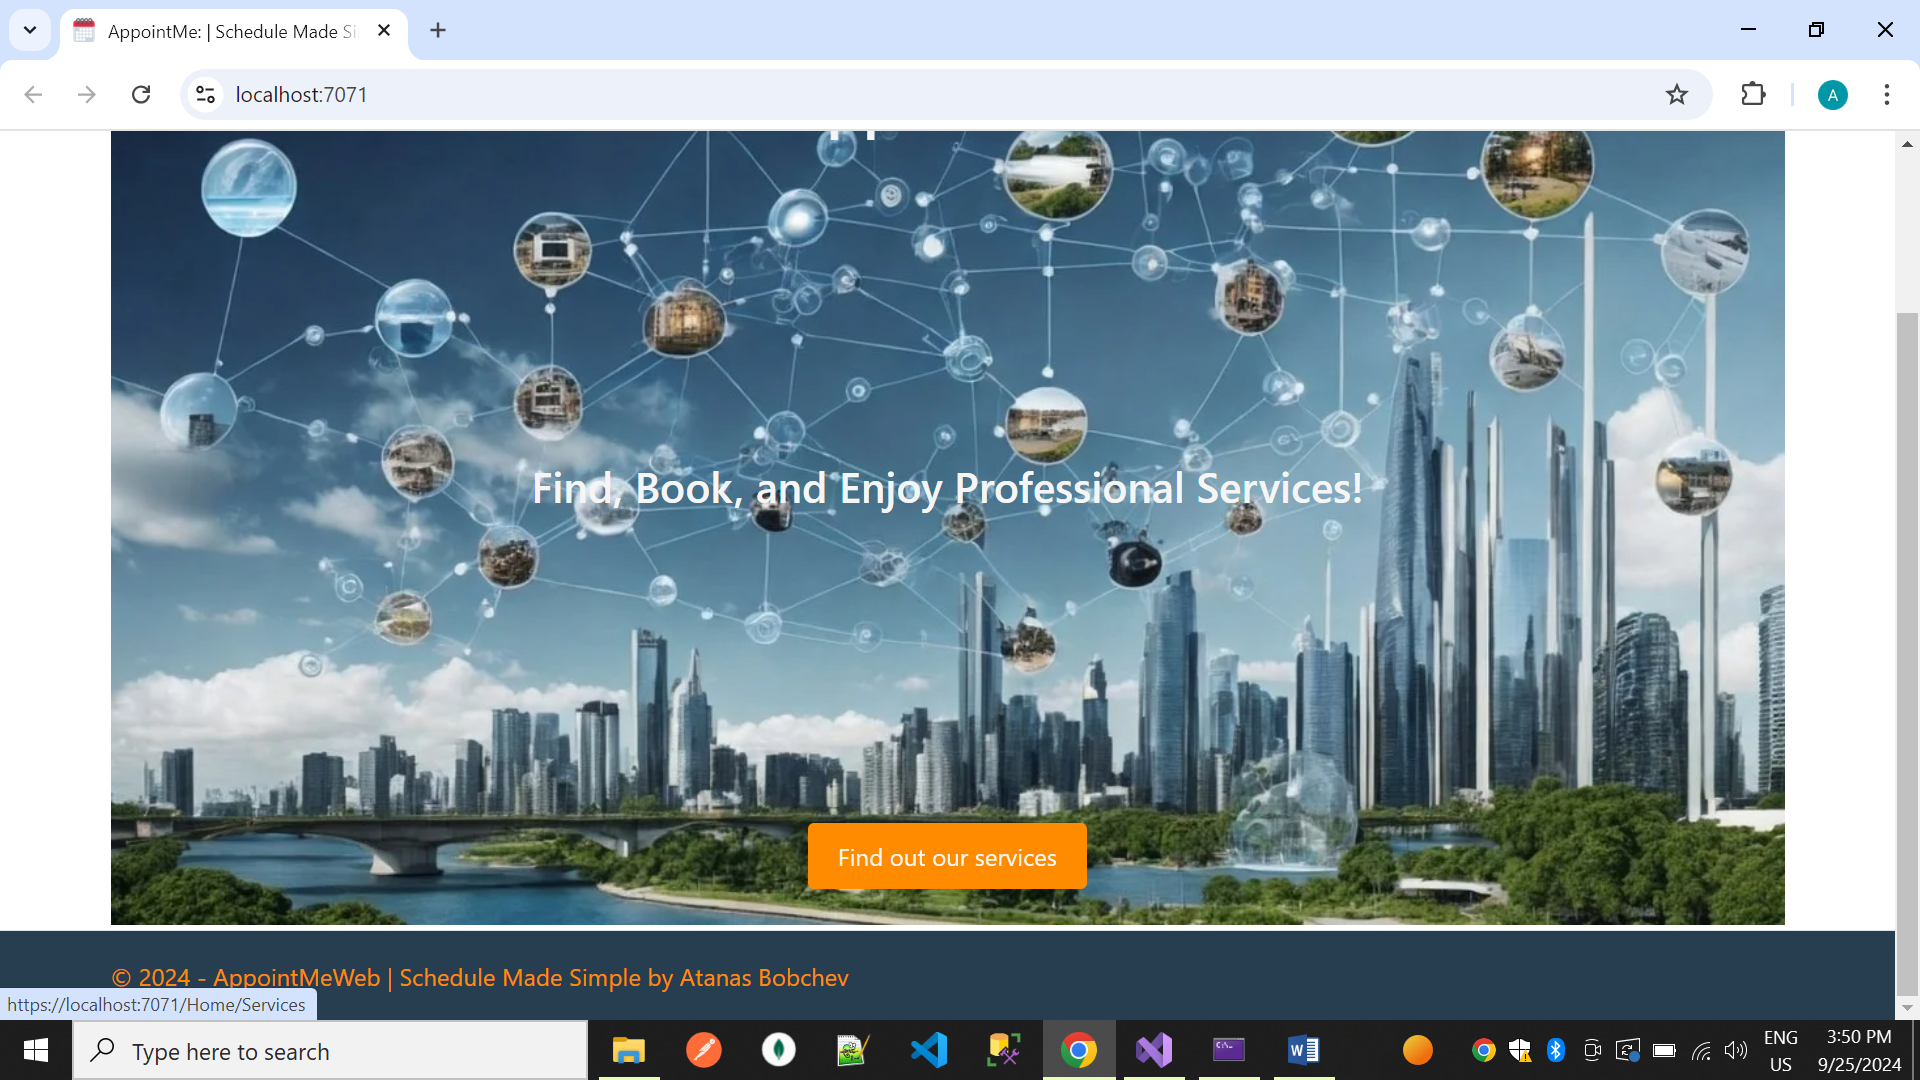 AppointMe: | Schedule Made Si
localhost:7071
Find, Book, and Enjoy Professional Services!
Find out our services
© 2024 - AppointMeWeb | Schedule Made Simple by Atanas Bobchev
https://localhost:7071/Home/Services
Type here to search
ENG
US
3:50 PM
9/25/2024
A